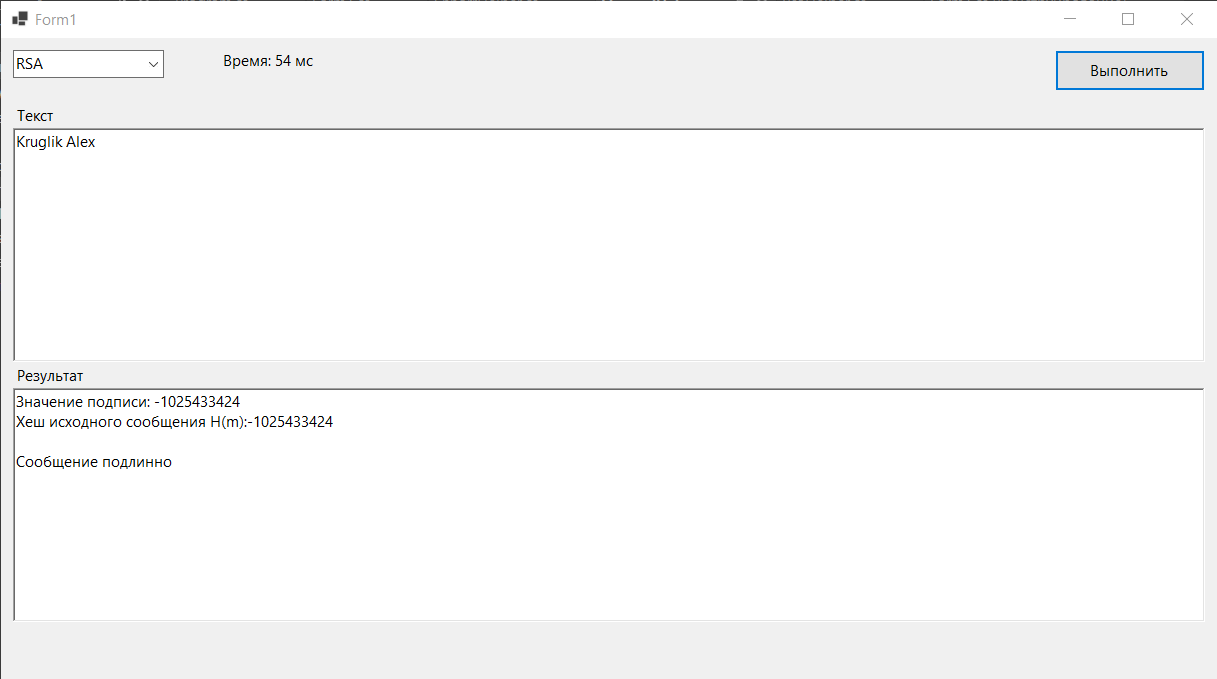 Form1
RSA
Время: 54 мс
Выполнить
Текст
Kruglik Alex
Результат
Значение подписи: -1025433424
Хеш исходного сообщения H(m):-1025433424
Сообщение подлинно